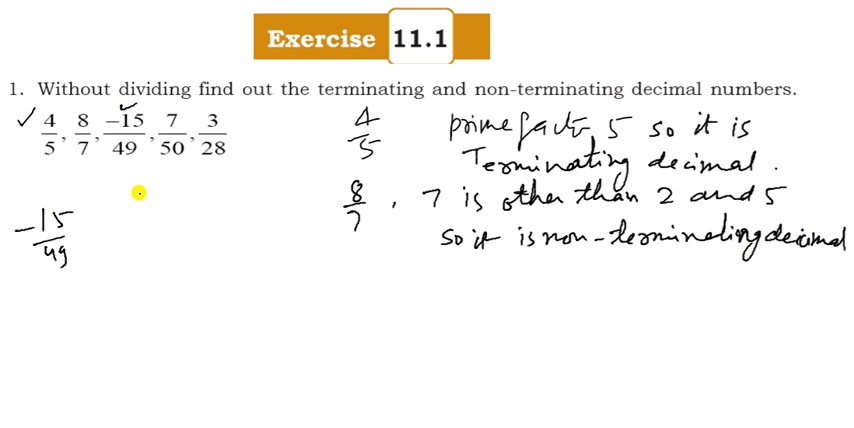 Exercise 11.1
1. Without dividing find out the terminating and non-terminating decimal numbers.
✓ 4/5, 8/7, -15/49, 7/50, 3/28
4/5 prime factr, 5 so it is
Terminating decimal.
8/7, 7 is other than 2 and 5
so it is non-terminating decimal
-15/49